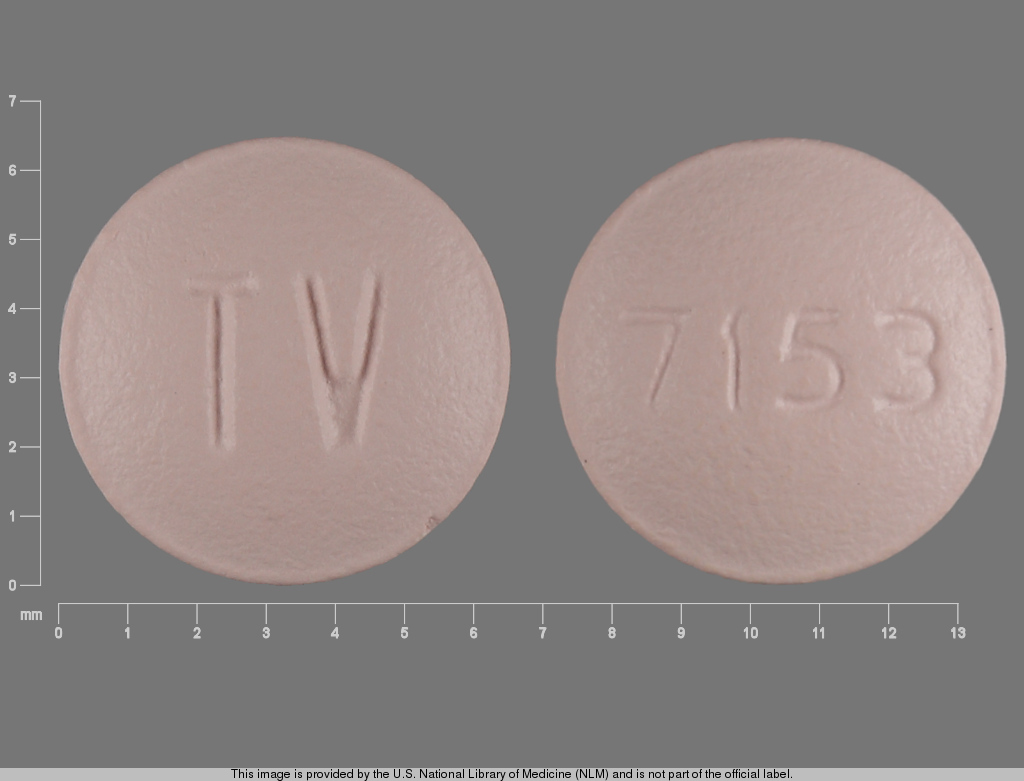 7
6
5
4
3
2
1
0
mm
TV
7153
0 1 2 3 4 5 6 7 8 9 10 11 12 13
This image is provided by the U.S. National Library of Medicine (NLM) and is not part of the official label.